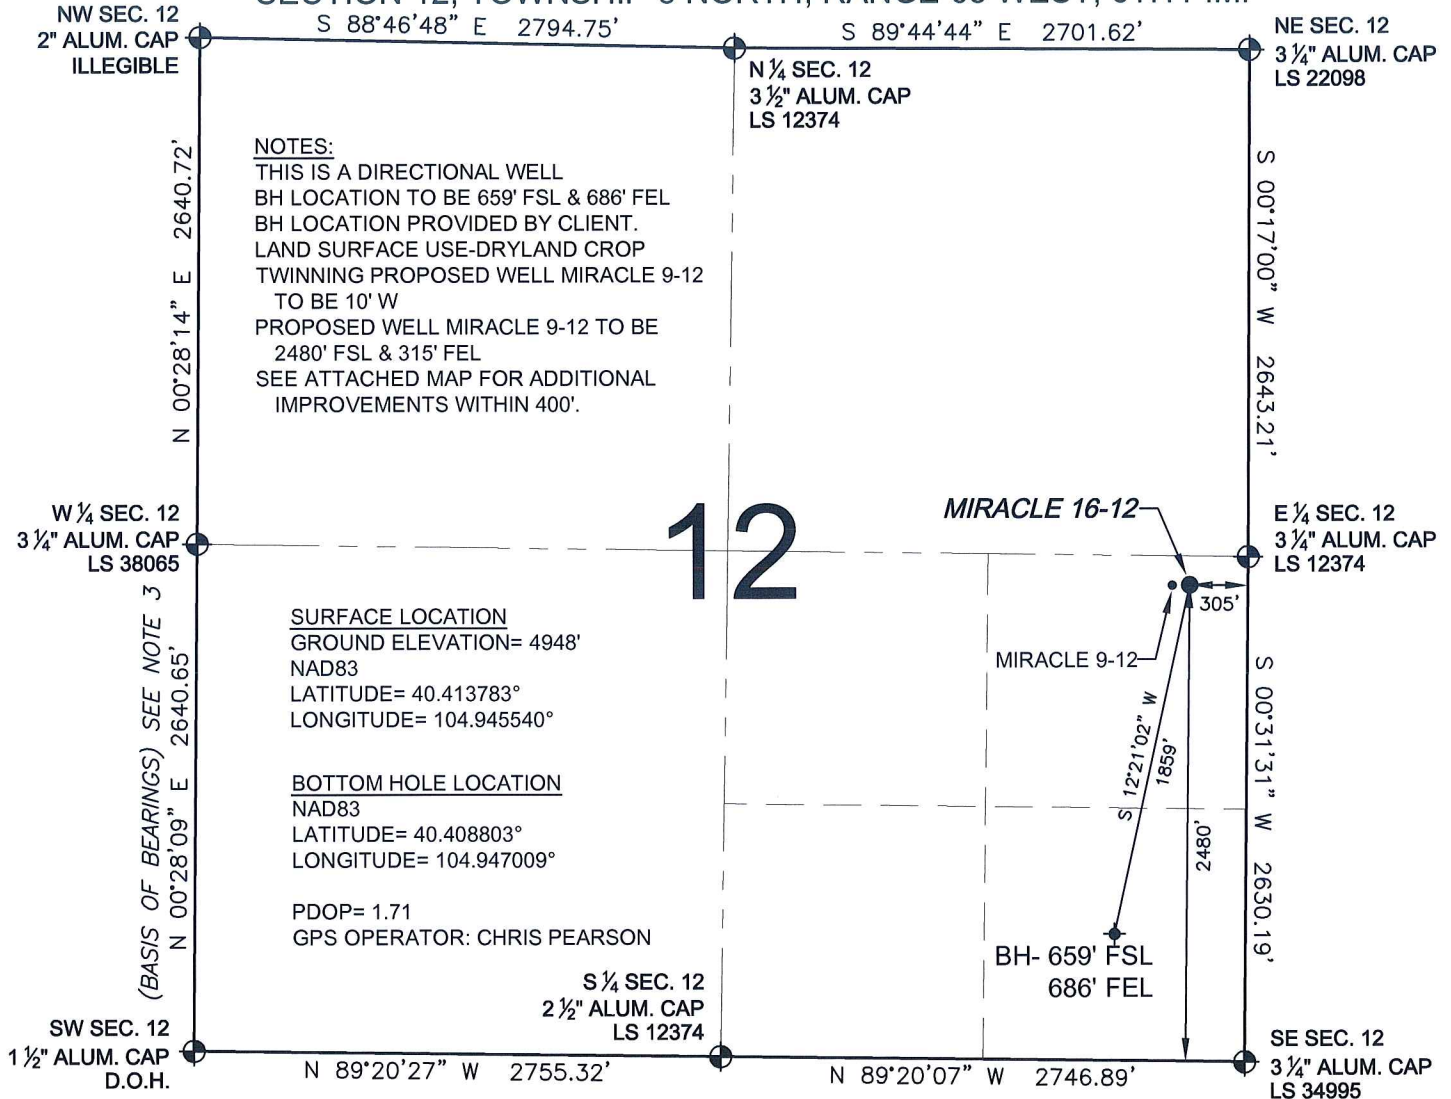 NW SEC. 12
2" ALUM. CAP
ILLEGIBLE
S 88°46'48" E 2794.75'
S 89°44'44" E 2701.62'
NE SEC. 12
3 ¼" ALUM. CAP
LS 22098
N ¼ SEC. 12
3 ½" ALUM. CAP
LS 12374
NOTES:
THIS IS A DIRECTIONAL WELL
BH LOCATION TO BE 659' FSL & 686' FEL
BH LOCATION PROVIDED BY CLIENT.
LAND SURFACE USE-DRYLAND CROP
TWINNING PROPOSED WELL MIRACLE 9-12
TO BE 10' W
PROPOSED WELL MIRACLE 9-12 TO BE
2480' FSL & 315' FEL
SEE ATTACHED MAP FOR ADDITIONAL
IMPROVEMENTS WITHIN 400'.
N 00°28'14" E 2640.72'
S 00°17'00" W 2643.21'
W ¼ SEC. 12
3 ¼" ALUM. CAP
LS 38065
12
MIRACLE 16-12
E ¼ SEC. 12
3 ¼" ALUM. CAP
LS 12374
305'
MIRACLE 9-12
SURFACE LOCATION
GROUND ELEVATION= 4948'
NAD83
LATITUDE= 40.413783°
LONGITUDE= 104.945540°
BOTTOM HOLE LOCATION
NAD83
LATITUDE= 40.408803°
LONGITUDE= 104.947009°
PDOP= 1.71
GPS OPERATOR: CHRIS PEARSON
(BASIS OF BEARINGS) SEE NOTE 3
N 00°28'09" E 2640.65'
S 12°21'02" W
1859'
2480'
S 00°31'31" W 2630.19'
BH- 659' FSL
686' FEL
S ¼ SEC. 12
2 ½" ALUM. CAP
LS 12374
SW SEC. 12
1 ½" ALUM. CAP
D.O.H.
N 89°20'27" W 2755.32'
N 89°20'07" W 2746.89'
SE SEC. 12
3 ¼" ALUM. CAP
LS 34995